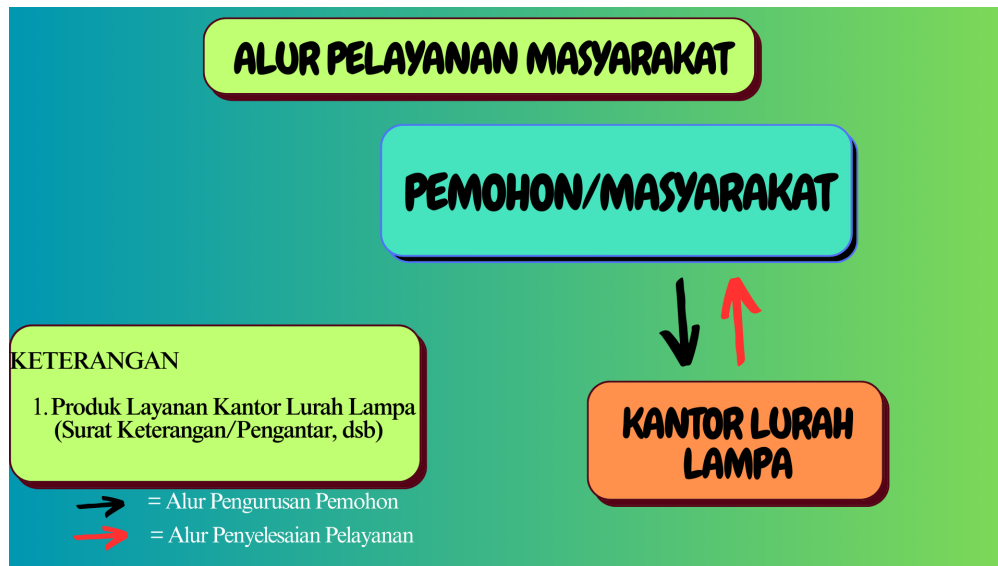 ALUR PELAYANAN MASYARAKAT
PEMOHON/MASYARAKAT
KETERANGAN
1. Produk Layanan Kantor Lurah Lampa
(Surat Keterangan/Pengantar, dsb)
KANTOR LURAH
LAMPA
= Alur Pengurusan Pemohon
= Alur Penyelesaian Pelayanan